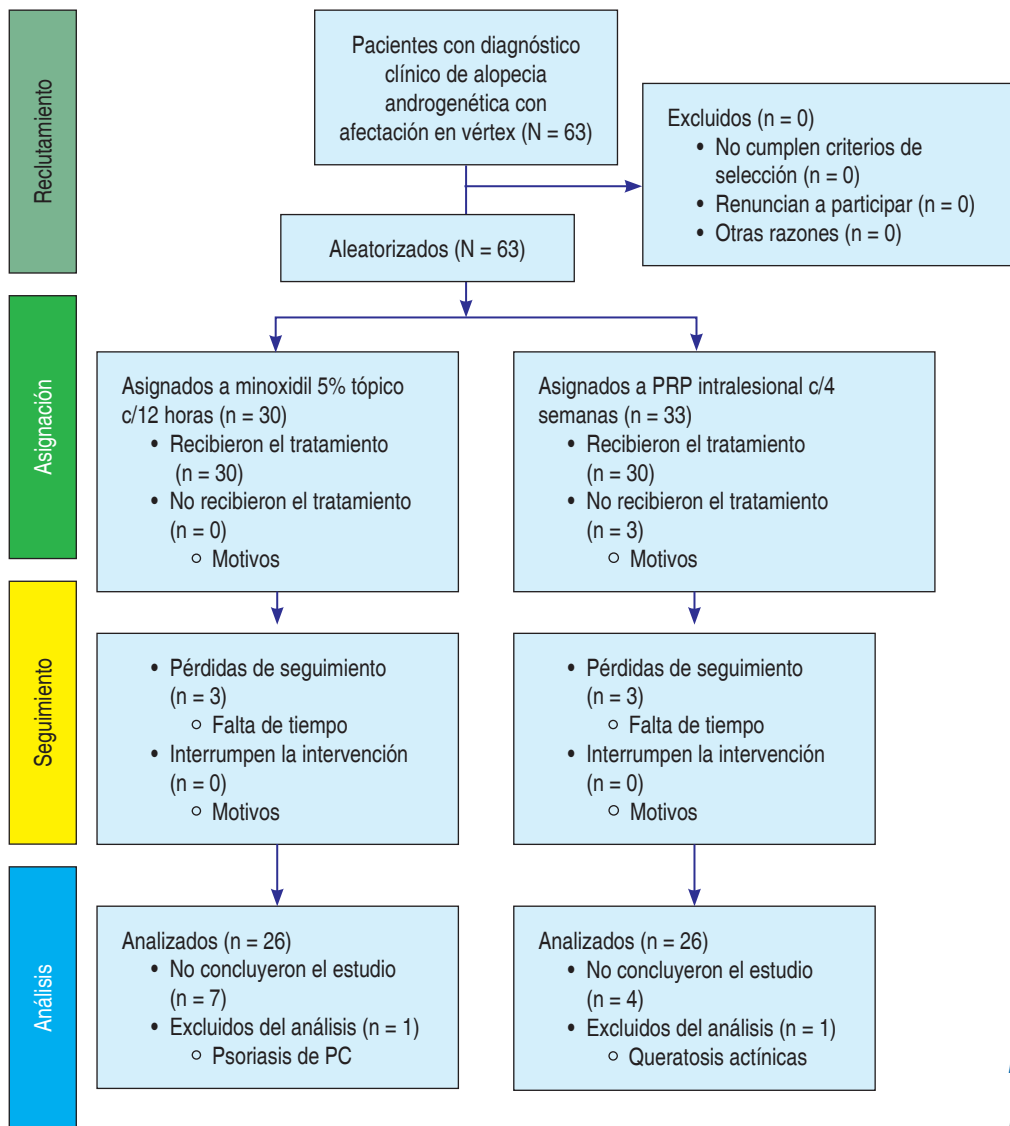 Reclutamiento
Pacientes con diagnóstico
clínico de alopecia
androgenética con
afectación en vértex (N = 63)
Excluidos (n = 0)
• No cumplen criterios de
selección (n = 0)
• Renuncian a participar (n = 0)
• Otras razones (n = 0)
Aleatorizados (N = 63)
Asignación
Asignados a minoxidil 5% tópico
c/12 horas (n = 30)
• Recibieron el tratamiento
(n = 30)
• No recibieron el tratamiento
(n = 0)
○ Motivos
Asignados a PRP intralesional c/4
semanas (n = 33)
• Recibieron el tratamiento
(n = 30)
• No recibieron el tratamiento
(n = 3)
○ Motivos
Seguimiento
• Pérdidas de seguimiento
(n = 3)
○ Falta de tiempo
• Interrumpen la intervención
(n = 0)
○ Motivos
• Pérdidas de seguimiento
(n = 3)
○ Falta de tiempo
• Interrumpen la intervención
(n = 0)
○ Motivos
Análisis
Analizados (n = 26)
• No concluyeron el estudio
(n = 7)
• Excluidos del análisis (n = 1)
○ Psoriasis de PC
Analizados (n = 26)
• No concluyeron el estudio
(n = 4)
• Excluidos del análisis (n = 1)
○ Queratosis actínicas